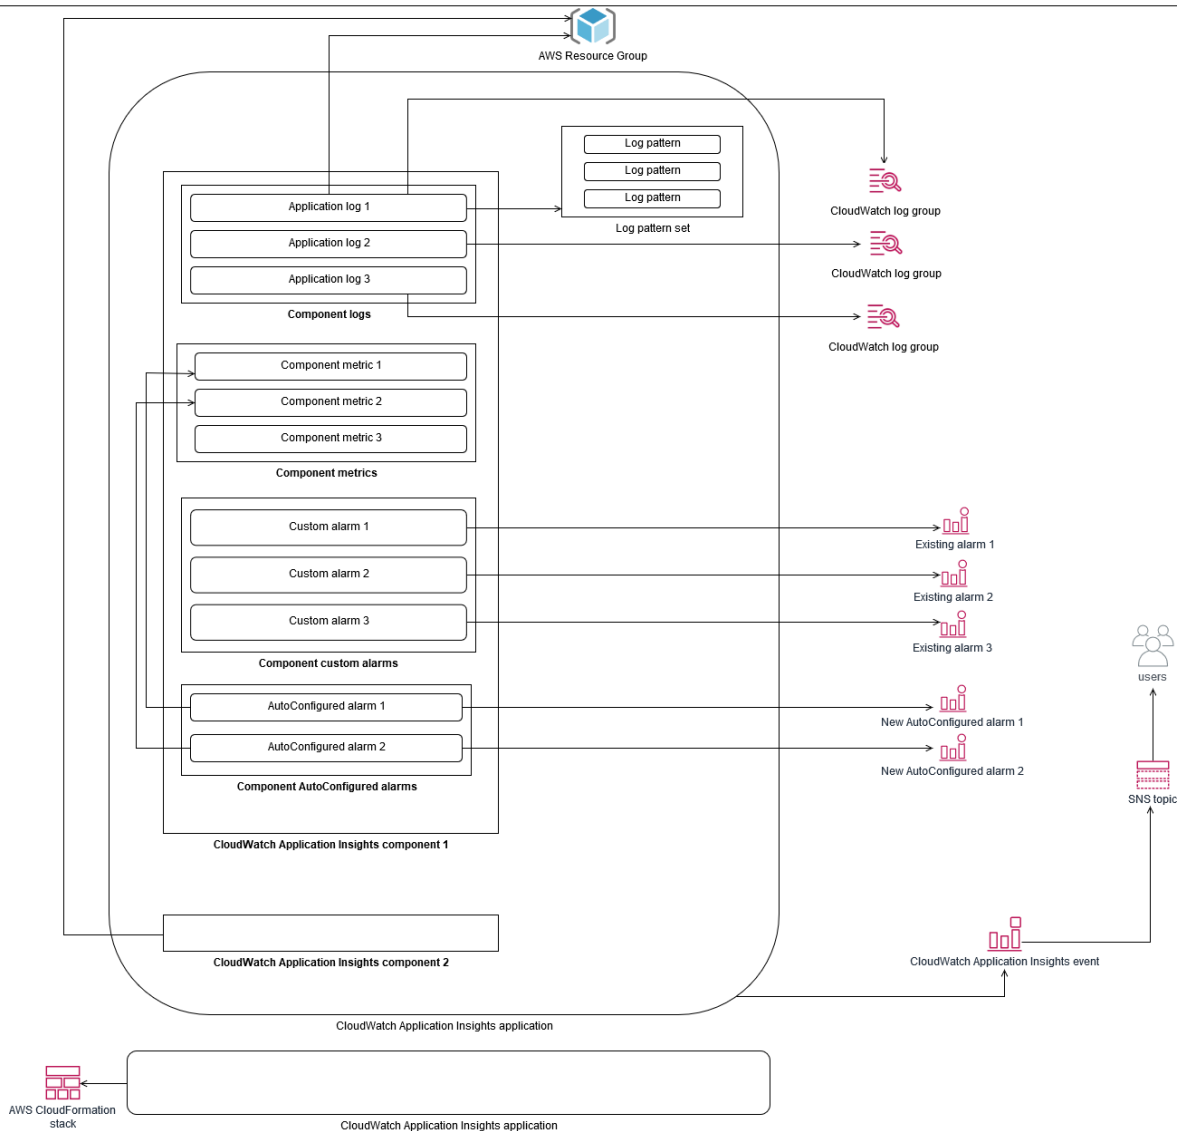 AWS Resource Group
Log pattern
Log pattern
Log pattern
Log pattern set
CloudWatch log group
CloudWatch log group
CloudWatch log group
Application log 1
Application log 2
Application log 3
Component logs
Component metric 1
Component metric 2
Component metric 3
Component metrics
Custom alarm 1
Custom alarm 2
Custom alarm 3
Component custom alarms
Existing alarm 1
Existing alarm 2
Existing alarm 3
AutoConfigured alarm 1
AutoConfigured alarm 2
Component AutoConfigured alarms
New AutoConfigured alarm 1
New AutoConfigured alarm 2
users
SNS topic
CloudWatch Application Insights component 1
CloudWatch Application Insights component 2
CloudWatch Application Insights event
CloudWatch Application Insights application
AWS CloudFormation
stack
CloudWatch Application Insights application